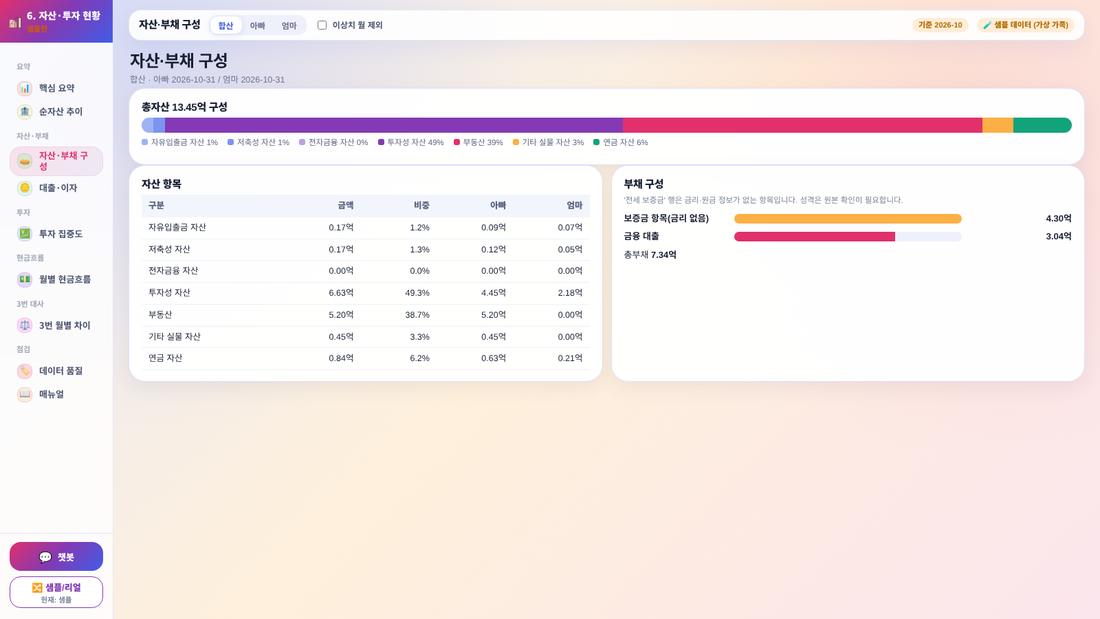 6. 자산·투자 현황
샘플판
요약
핵심 요약
순자산 추이
자산·부채
자산·부채 구
성
대출·이자
투자
투자 집중도
현금흐름
월별 현금흐름
3번 대사
3번 월별 차이
점검
데이터 품질
매뉴얼
챗봇
샘플/리얼
현재: 샘플
자산·부채 구성 합산 아빠 엄마 이상치 월 제외 기준 2026-10 샘플 데이터 (가상 가족)
자산·부채 구성
합산 · 아빠 2026-10-31 / 엄마 2026-10-31
총자산 13.45억 구성
자유입출금 자산 1% 저축성 자산 1% 전자금융 자산 0% 투자성 자산 49% 부동산 39% 기타 실물 자산 3% 연금 자산 6%
자산 항목
구분 금액 비중 아빠 엄마
자유입출금 자산 0.17억 1.2% 0.09억 0.07억
저축성 자산 0.17억 1.3% 0.12억 0.05억
전자금융 자산 0.00억 0.0% 0.00억 0.00억
투자성 자산 6.63억 49.3% 4.45억 2.18억
부동산 5.20억 38.7% 5.20억 0.00억
기타 실물 자산 0.45억 3.3% 0.45억 0.00억
연금 자산 0.84억 6.2% 0.63억 0.21억
부채 구성
'전세 보증금' 행은 금리·원금 정보가 없는 항목입니다. 성격은 원본 확인이 필요합니다.
보증금 항목(금리 없음) 4.30억
금융 대출 3.04억
총부채 7.34억